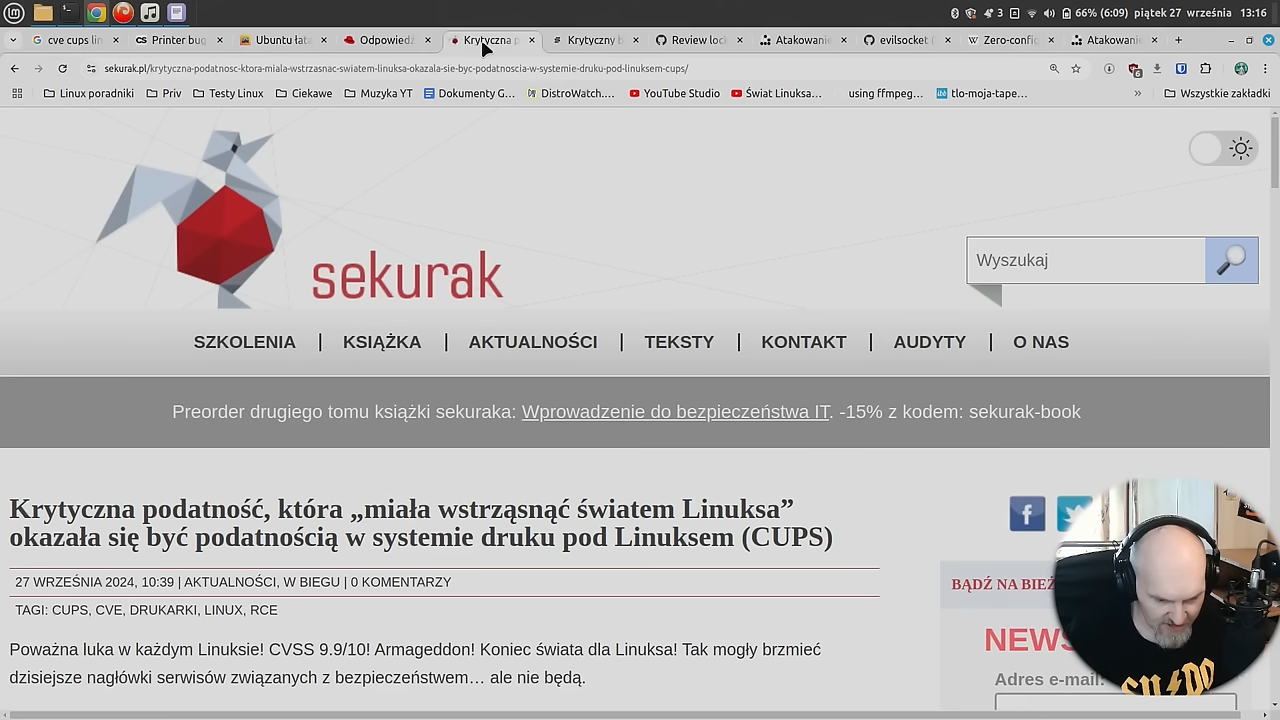 3
66% (6:09) piątek 27 września 13:16
cve cups lin
Printer bug
Ubuntu łata
Odpowiedź
Krytyczna p
Krytyczny b
Review loc
Atakowanie
evilsocket
Zero-config
Atakowanie
sekurak.pl/krytyczna-podatnosc-ktora-miala-wstrzasnac-swiatem-linuksa-okazala-sie-byc-podatnoscia-w-systemie-druku-pod-linuksem-cups/
6
Linux poradniki
Priv
Testy Linux
Ciekawe
Muzyka YT
Dokumenty G...
DistroWatch....
YouTube Studio
Świat Linuksa...
using ffmpeg...
tlo-moja-tape...
»
Wszystkie zakładki
sekurak
Wyszukaj
SZKOLENIA | KSIĄŻKA | AKTUALNOŚCI | TEKSTY | KONTAKT | AUDYTY | O NAS
Preorder drugiego tomu książki sekuraka: Wprowadzenie do bezpieczeństwa IT. -15% z kodem: sekurak-book
Krytyczna podatność, która „miała wstrząsnąć światem Linuksa”
okazała się być podatnością w systemie druku pod Linuksem (CUPS)
27 WRZEŚNIA 2024, 10:39 | AKTUALNOŚCI, W BIEGU | 0 KOMENTARZY
TAGI: CUPS, CVE, DRUKARKI, LINUX, RCE
Poważna luka w każdym Linuksie! CVSS 9.9/10! Armageddon! Koniec świata dla Linuksa! Tak mogły brzmieć
dzisiejsze nagłówki serwisów związanych z bezpieczeństwem… ale nie będą.
BĄDŹ NA BIEŻ
NEWS
Adres e-mail: